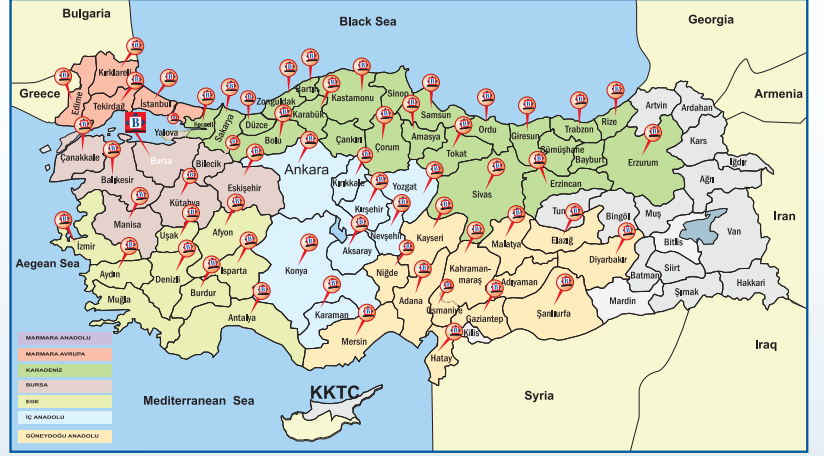 Bulgaria
Black Sea
Georgia
Greece
Armenia
Kırklareli
Edirne
Tekirdağ
İstanbul
Yalova
Kocaeli
Sakarya
Düzce
Zonguldak
Bartın
Karabük
Kastamonu
Sinop
Samsun
Ordu
Giresun
Trabzon
Rize
Artvin
Ardahan
Kars
Iğdır
Çanakkale
B
Bursa
Bilecik
Bolu
Çankırı
Çorum
Amasya
Tokat
Gümüşhane
Bayburt
Erzurum
Ağrı
Balıkesir
Kütahya
Eskişehir
Ankara
Kırıkkale
Yozgat
Sivas
Erzincan
Iran
Manisa
Uşak
Afyon
Kırşehir
Nevşehir
Kayseri
Malatya
Elazığ
Tun
Bingöl
Muş
Van
Bitlis
İzmir
Aegean Sea
Aydın
Denizli
Isparta
Konya
Aksaray
Niğde
Kahraman-
maraş
Adıyaman
Diyarbakır
Batman
Siirt
Şırnak
Hakkari
Muğla
Burdur
Antalya
Karaman
Mersin
Adana
Osmaniye
Gaziantep
Kilis
Şanlıurfa
Mardin
Hatay
Iraq
Syria
Mediterranean Sea
KKTC
MARMARA ANADOLU
MARMARA AVRUPA
KARADENİZ
BURSA
EGE
İÇ ANADOLU
GÜNEYDOĞU ANADOLU